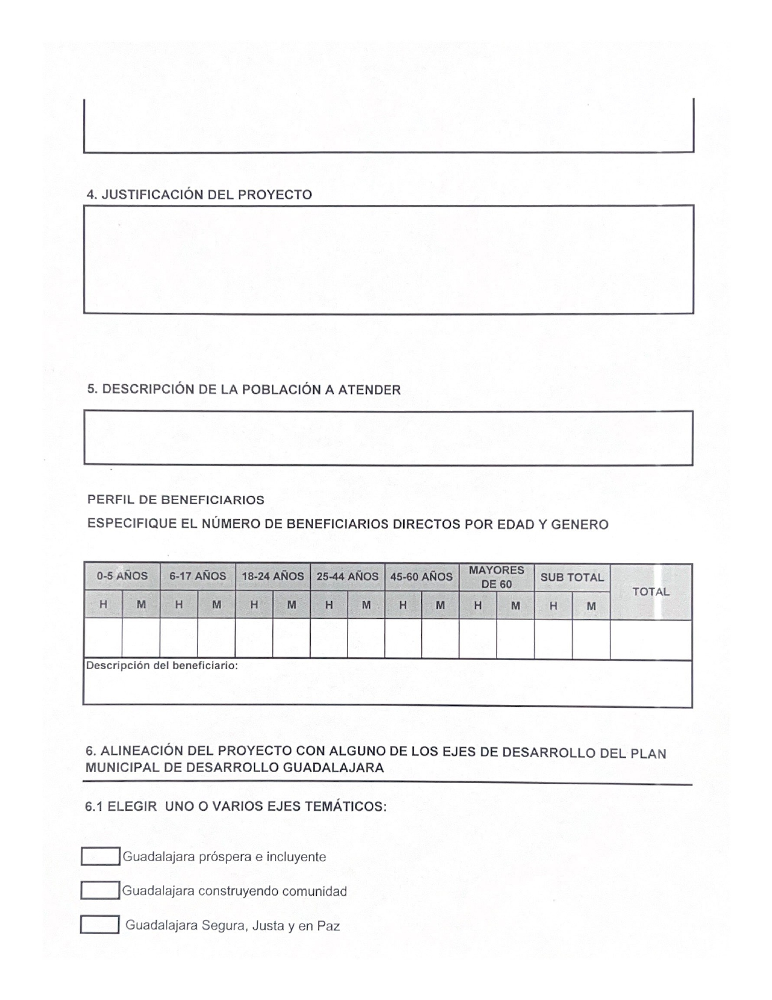 4. JUSTIFICACIÓN DEL PROYECTO
5. DESCRIPCIÓN DE LA POBLACIÓN A ATENDER
PERFIL DE BENEFICIARIOS
ESPECIFIQUE EL NÚMERO DE BENEFICIARIOS DIRECTOS POR EDAD Y GENERO
0-5 AÑOS 6-17 AÑOS 18-24 AÑOS 25-44 AÑOS 45-60 AÑOS MAYORES DE 60 SUB TOTAL TOTAL
H M H M H M H M H M H M H M
Descripción del beneficiario:
6. ALINEACIÓN DEL PROYECTO CON ALGUNO DE LOS EJES DE DESARROLLO DEL PLAN
MUNICIPAL DE DESARROLLO GUADALAJARA
6.1 ELEGIR UNO O VARIOS EJES TEMÁTICOS:
Guadalajara próspera e incluyente
Guadalajara construyendo comunidad
Guadalajara Segura, Justa y en Paz